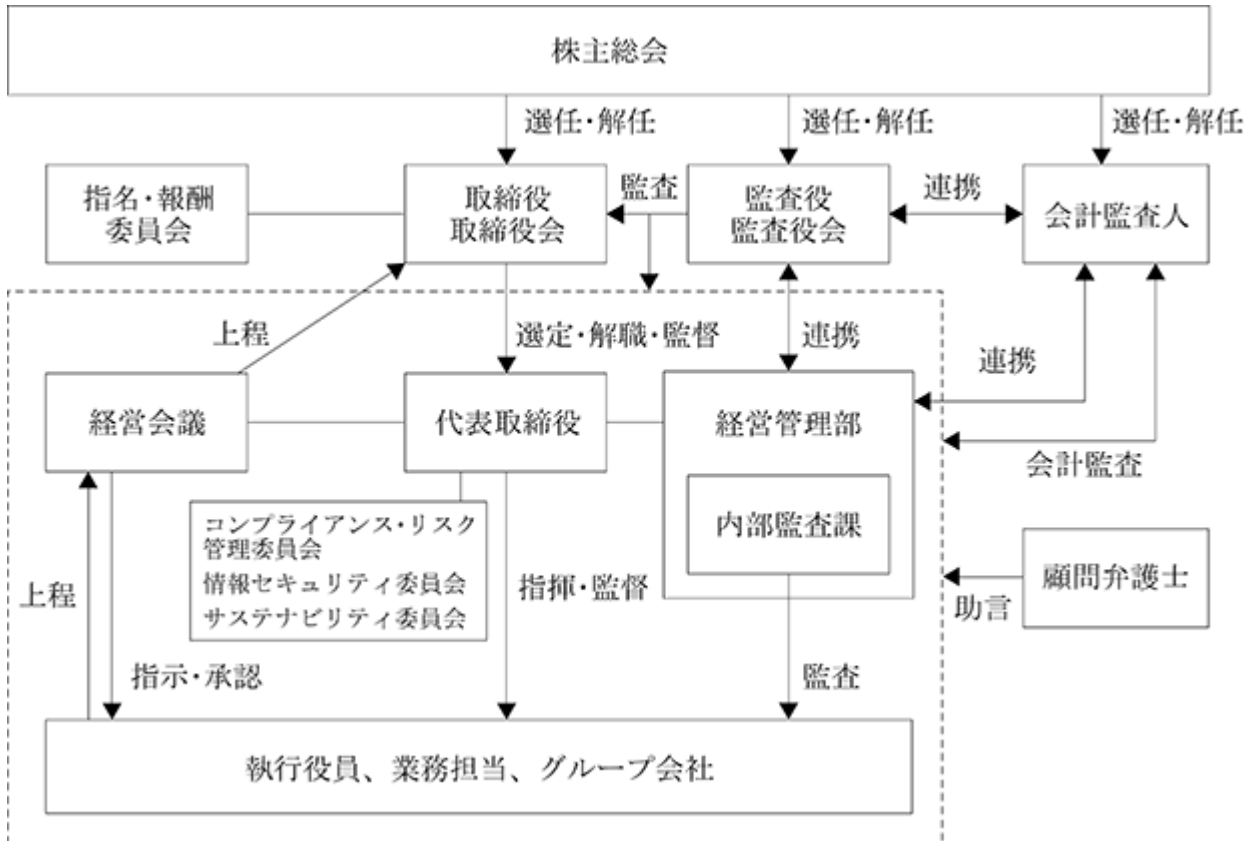 株主総会
選任・解任
選任・解任
選任・解任
指名・報酬
委員会
取締役
取締役会
監査
監査役
監査役会
連携
会計監査人
上程
選定・解職・監督
連携
連携
経営会議
代表取締役
経営管理部
会計監査
内部監査課
コンプライアンス・リスク
管理委員会
情報セキュリティ委員会
サステナビリティ委員会
上程
指揮・監督
顧問弁護士
助言
指示・承認
監査
執行役員、業務担当、グループ会社